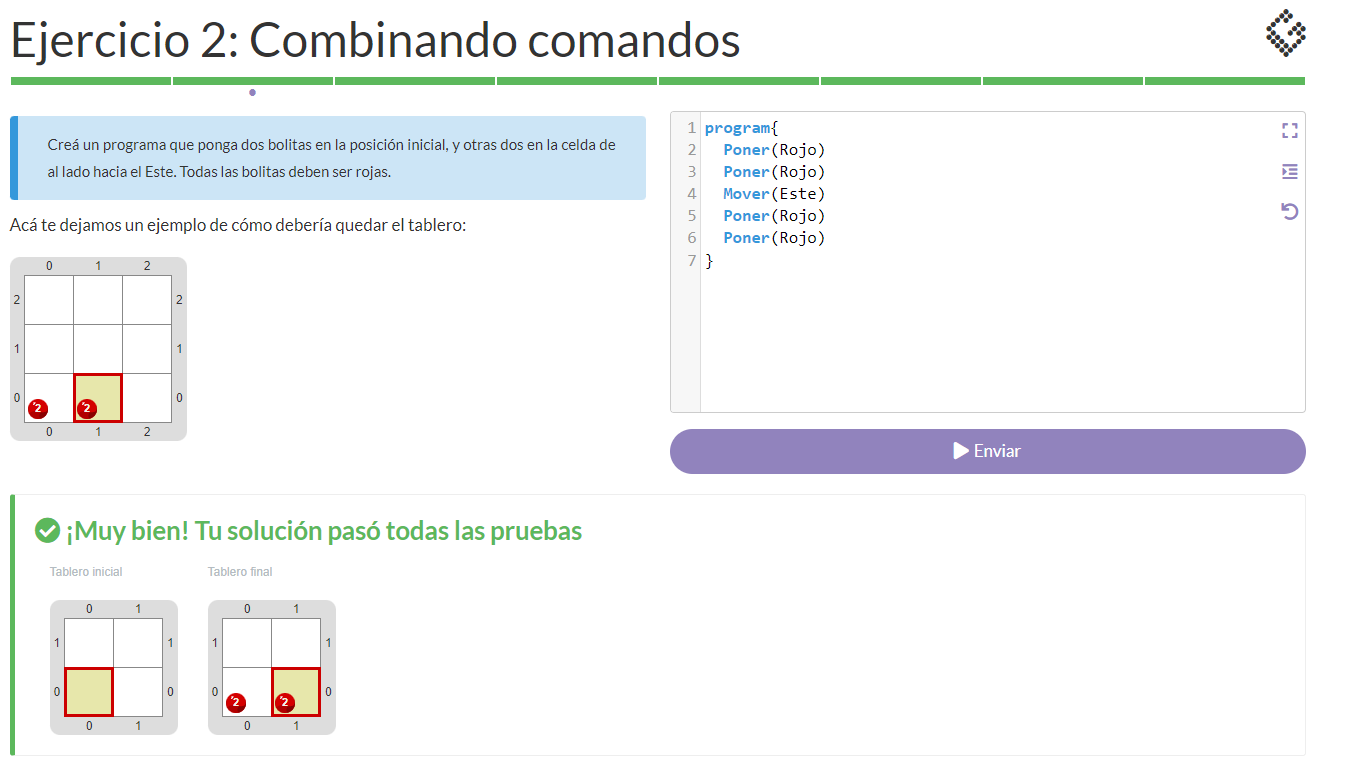 Ejercicio 2: Combinando comandos
Creá un programa que ponga dos bolitas en la posición inicial, y otras dos en la celda de
al lado hacia el Este. Todas las bolitas deben ser rojas.
Acá te dejamos un ejemplo de cómo debería quedar el tablero:
0 1 2
2 2
1 1
0 2 2 0
0 1 2
1 program{
2 Poner(Rojo)
3 Poner(Rojo)
4 Mover(Este)
5 Poner(Rojo)
6 Poner(Rojo)
7 }
Enviar
¡Muy bien! Tu solución pasó todas las pruebas
Tablero inicial
0 1
1 1
0 0
0 1
Tablero final
0 1
1 1
0 2 2 0
0 1